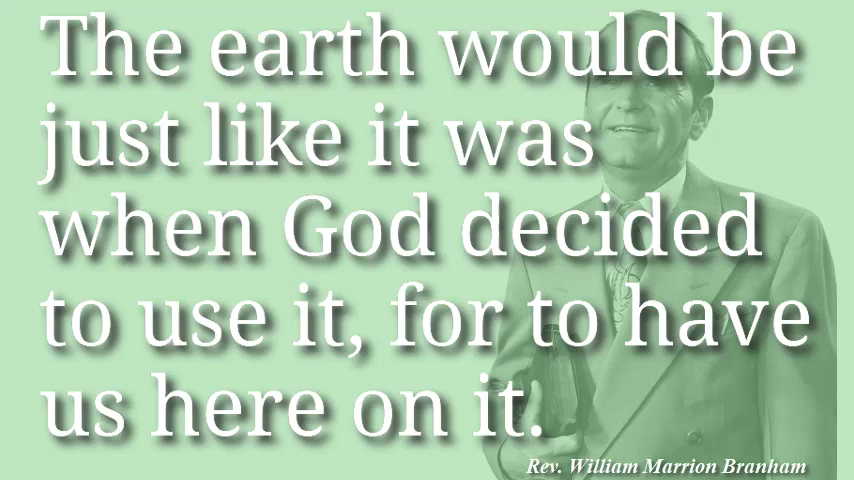 The earth would be
just like it was
when God decided
to use it, for to have
us here on it.
Rev. William Marrion Branham